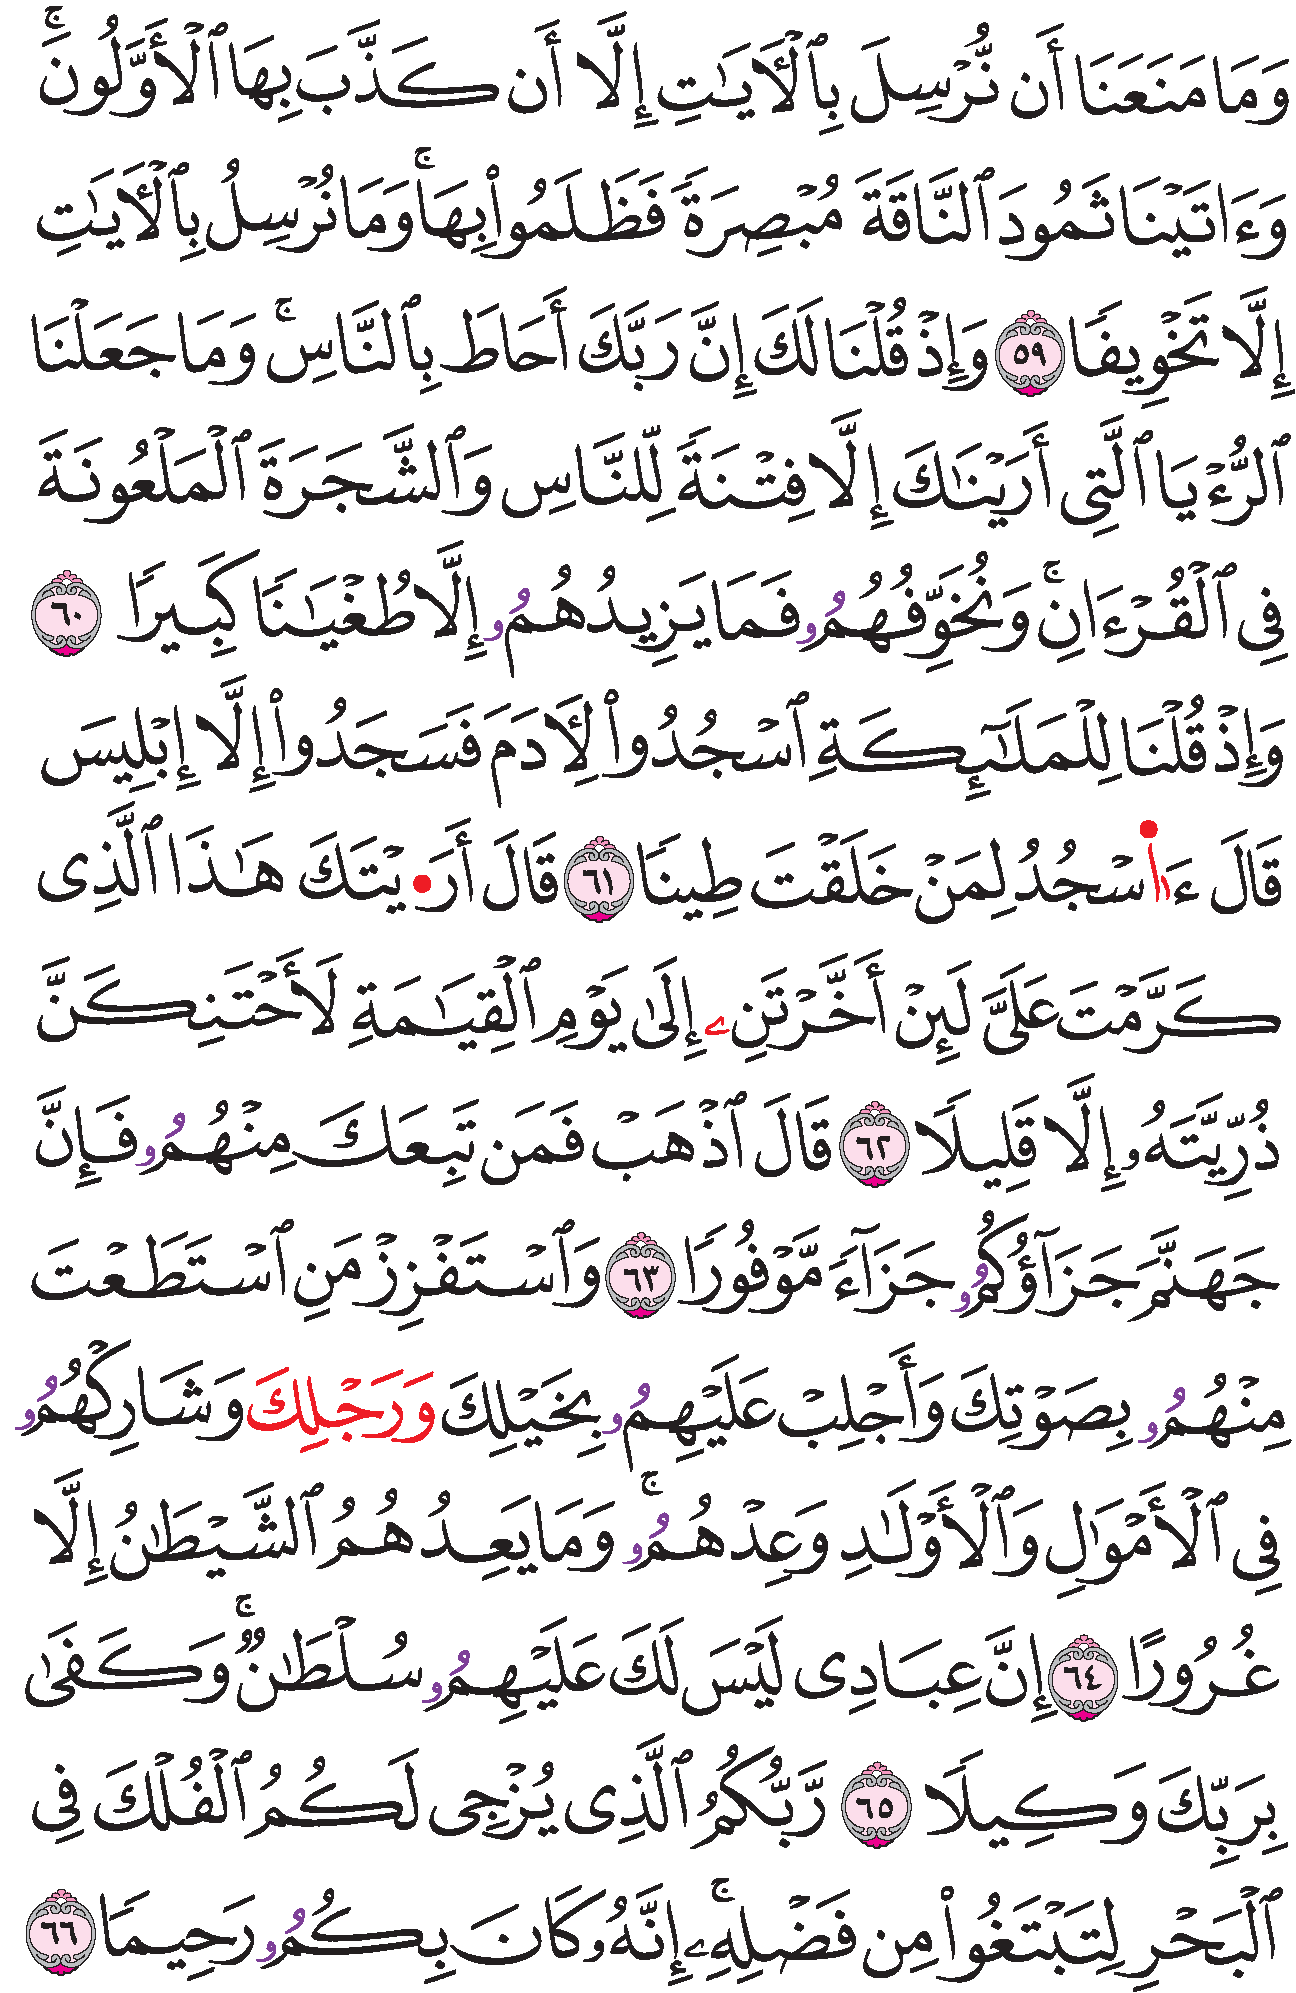 وَمَا مَنَعَنَا أَن نُّرْسِلَ بِٱلْأَيَـٰتِ إِلَّا أَن كَذَّبَ بِهَا ٱلْأَوَّلُونَ ۚ
وَءَاتَيْنَا ثَمُودَ ٱلنَّاقَةَ مُبْصِرَةً فَظَلَمُوا۟ بِهَا ۚ وَمَا نُرْسِلُ بِٱلْأَيَـٰتِ
إِلَّا تَخْوِيفًا ٥٩ وَإِذْ قُلْنَا لَكَ إِنَّ رَبَّكَ أَحَاطَ بِٱلنَّاسِ ۚ وَمَا جَعَلْنَا
ٱلرُّءْيَا ٱلَّتِى أَرَيْنَـٰكَ إِلَّا فِتْنَةً لِّلنَّاسِ وَٱلشَّجَرَةَ ٱلْمَلْعُونَةَ
فِى ٱلْقُرْءَانِ ۚ وَنُخَوِّفُهُمُۥ فَمَا يَزِيدُهُمُۥ إِلَّا طُغْيَـٰنًا كَبِيرًا ٦٠
وَإِذْ قُلْنَا لِلْمَلَـٰٓئِكَةِ ٱسْجُدُوا۟ لِأَدَمَ فَسَجَدُوا۟ إِلَّا إِبْلِيسَ
قَالَ ءَا۬سْجُدُ لِمَنْ خَلَقْتَ طِينًا ٦١ قَالَ أَرَ•يْتَكَ هَـٰذَا ٱلَّذِى
كَرَّمْتَ عَلَىَّ لَئِنْ أَخَّرْتَنِۦ إِلَىٰ يَوْمِ ٱلْقِيَـٰمَةِ لَأَحْتَنِكَنَّ
ذُرِّيَّتَهُۥ إِلَّا قَلِيلًا ٦٢ قَالَ ٱذْهَبْ فَمَن تَبِعَكَ مِنْهُمُۥ فَإِنَّ
جَهَنَّمَ جَزَآؤُكُمُۥ جَزَآءً مَّوْفُورًا ٦٣ وَٱسْتَفْزِزْ مَنِ ٱسْتَطَعْتَ
مِنْهُمُۥ بِصَوْتِكَ وَأَجْلِبْ عَلَيْهِمُۥ بِخَيْلِكَ وَرَجْلِكَ وَشَارِكْهُمُۥ
فِى ٱلْأَمْوَٰلِ وَٱلْأَوْلَـٰدِ وَعِدْهُمُۥ ۚ وَمَا يَعِدُهُمُ ٱلشَّيْطَـٰنُ إِلَّا
غُرُورًا ٦٤ إِنَّ عِبَادِى لَيْسَ لَكَ عَلَيْهِمُۥ سُلْطَـٰنٌ ۚ وَكَفَىٰ
بِرَبِّكَ وَكِيلًا ٦٥ رَّبُّكُمُ ٱلَّذِى يُزْجِى لَكُمُ ٱلْفُلْكَ فِى
ٱلْبَحْرِ لِتَبْتَغُوا۟ مِن فَضْلِهِۦ ۚ إِنَّهُۥ كَانَ بِكُمُۥ رَحِيمًا ٦٦